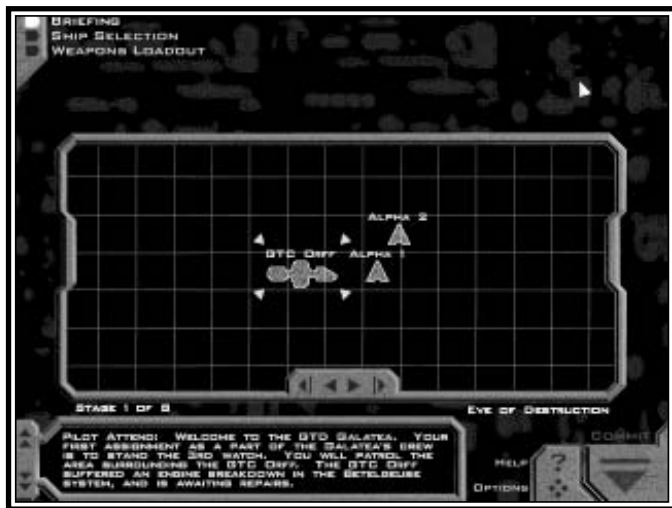 Briefing
Ship Selection
Weapons Loadout
Alpha 2
GTC Orff Alpha 1
Stage 1 of 8
Eye of Destruction
Pilot Attend: Welcome to the GTD Galatea. Your
first assignment as a part of the Galatea's crew
is to stand the 3rd watch. You will patrol the
area surrounding the GTC Orff. The GTC Orff
suffered an engine breakdown in the Betelgeuse
system, and is awaiting repairs.
Commit
Help
?
Options